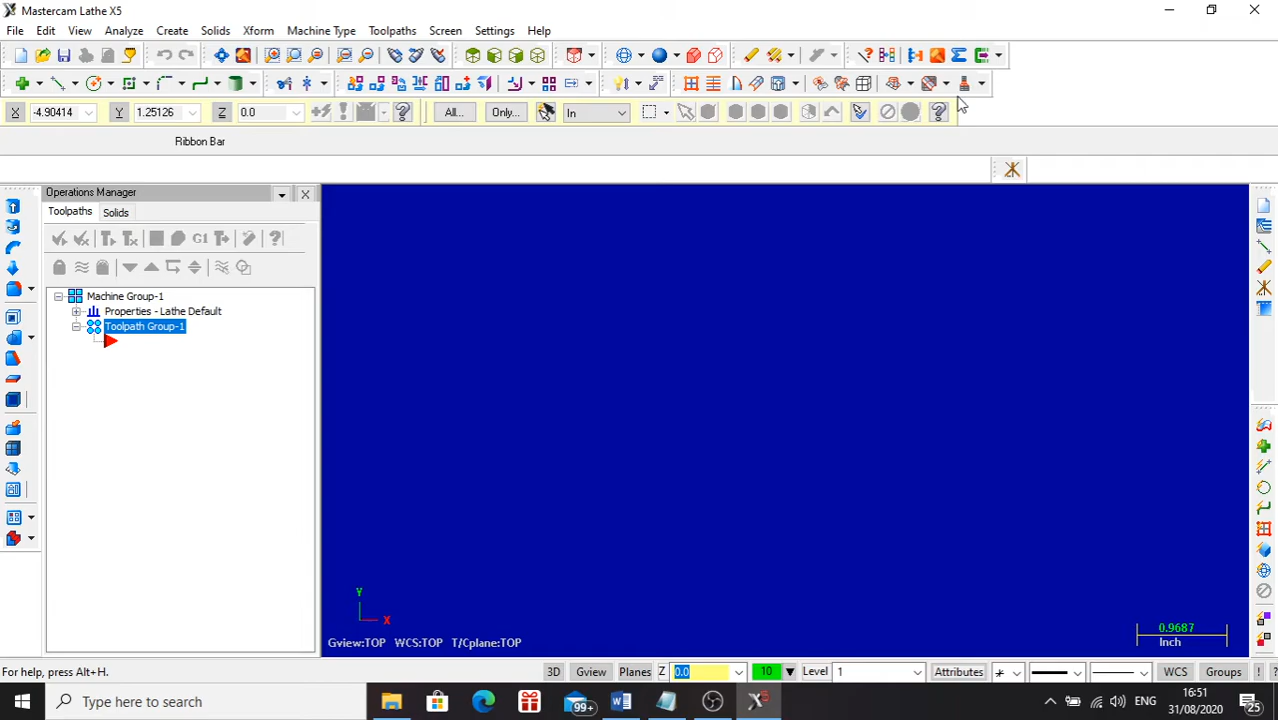 Mastercam Lathe X5
File Edit View Analyze Create Solids Xform Machine Type Toolpaths Screen Settings Help
X -4.90414 Y 1.25126 Z 0.0 All... Only... In
Ribbon Bar
Operations Manager
Toolpaths Solids
G1
Machine Group-1
Properties - Lathe Default
Toolpath Group-1
Y
X
Gview:TOP WCS:TOP T/Cplane:TOP
0.9687
Inch
For help, press Alt+H. 3D Gview Planes Z 0.0 10 Level 1 Attributes WCS Groups ! ?
Type here to search 99+ ENG 16:51
31/08/2020 25